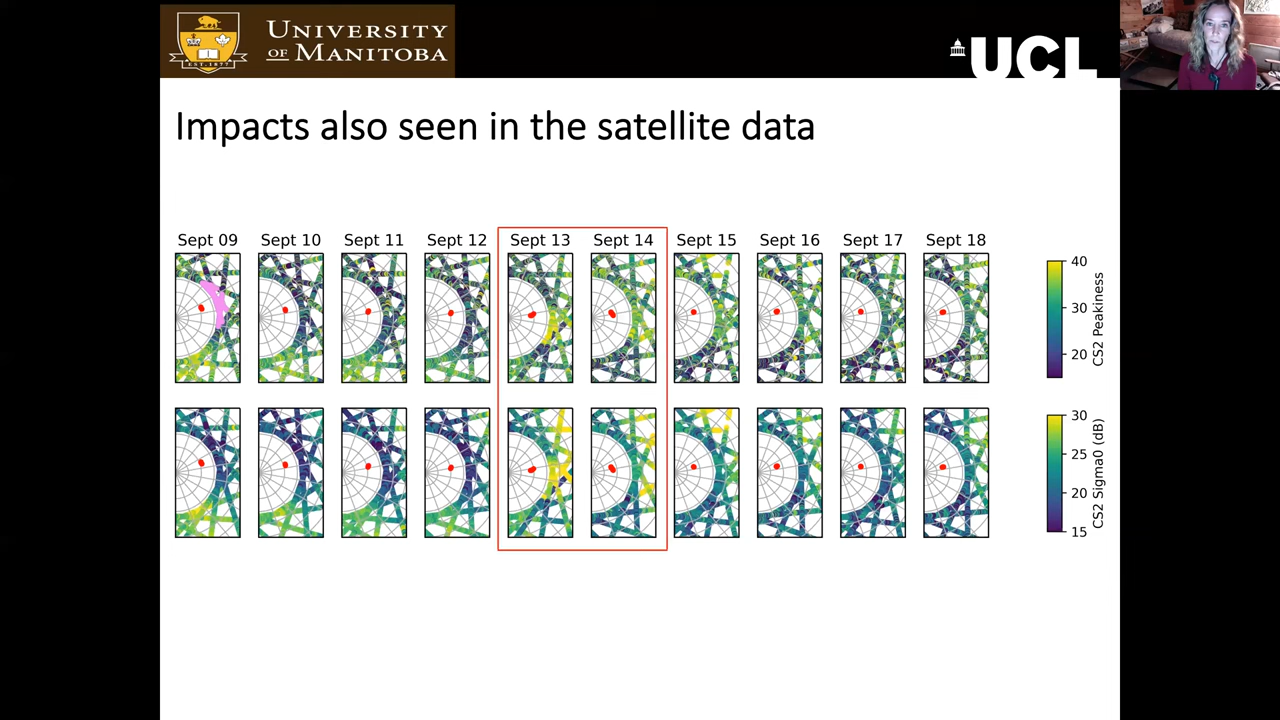 UNIVERSITY
OF MANITOBA
EST. 1877
UCL
Impacts also seen in the satellite data
Sept 09 Sept 10 Sept 11 Sept 12 Sept 13 Sept 14 Sept 15 Sept 16 Sept 17 Sept 18
40
30
20
CS2 Peakiness
30
25
20
15
CS2 Sigma0 (dB)